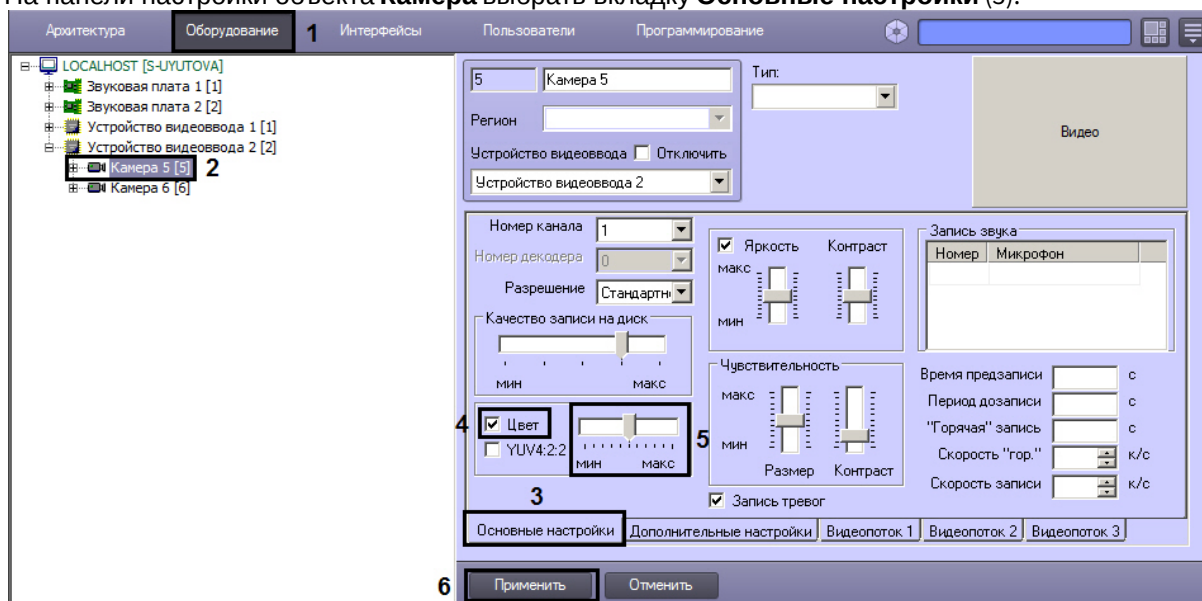 На панели настройки объекта Камера выбрать вкладку Основные настройки (3).
Архитектура Оборудование 1 Интерфейсы Пользователи Программирование
LOCALHOST [S-UYUTOVA]
Звуковая плата 1 [1]
Звуковая плата 2 [2]
Устройство видеоввода 1 [1]
Устройство видеоввода 2 [2]
Камера 5 [5] 2
Камера 6 [6]
5 Камера 5
Тип:
Регион
Устройство видеоввода Отключить
Устройство видеоввода 2
Видео
Номер канала 1
Номер декодера 0
Разрешение Стандартн
Качество записи на диск
мин макс
4 Цвет
YUV4:2:2
мин макс
5
Яркость Контраст
макс
мин
Чувствительность
макс
мин
Размер Контраст
Запись тревог
Запись звука
Номер Микрофон
Время предзаписи с
Период дозаписи с
"Горячая" запись с
Скорость "гор." к/с
Скорость записи к/с
3
Основные настройки Дополнительные настройки Видеопоток 1 Видеопоток 2 Видеопоток 3
6 Применить Отменить